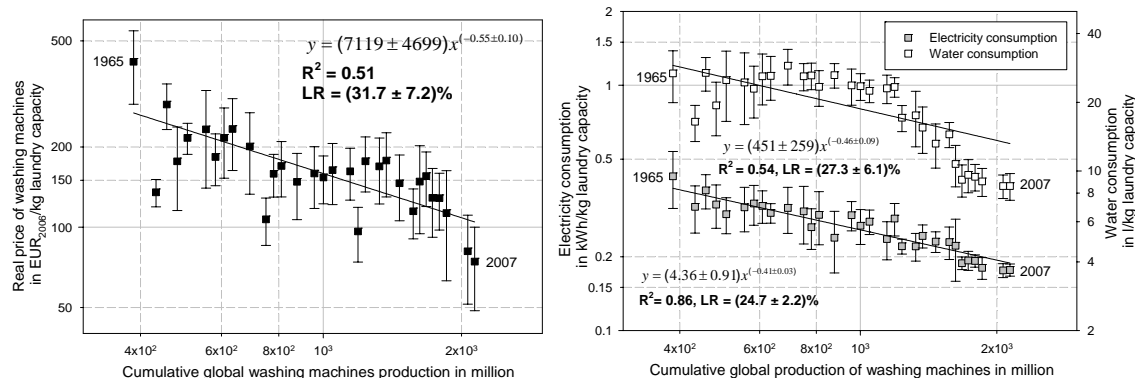 Real price of washing machines
in EUR2006/kg laundry capacity
500
200
150
100
50
1965
y = (7119 ± 4699)x^(−0.55±0.10)
R² = 0.51
LR = (31.7 ± 7.2)%
2007
4x10² 6x10² 8x10² 10³ 2x10³
Cumulative global washing machines production in million
Electricity consumption
in kWh/kg laundry capacity
2
1.5
1
0.5
0.2
0.15
0.1
Electricity consumption
Water consumption
1965
y = (451 ± 259)x^(−0.46±0.09)
R² = 0.54, LR = (27.3 ± 6.1)%
2007
1965
y = (4.36 ± 0.91)x^(−0.41±0.03)
R²= 0.86, LR = (24.7 ± 2.2)%
2007
40
20
10
8
6
4
2
Water consumption
in l/kg laundry capacity
4x10² 6x10² 8x10² 10³ 2x10³
Cumulative global production of washing machines in million